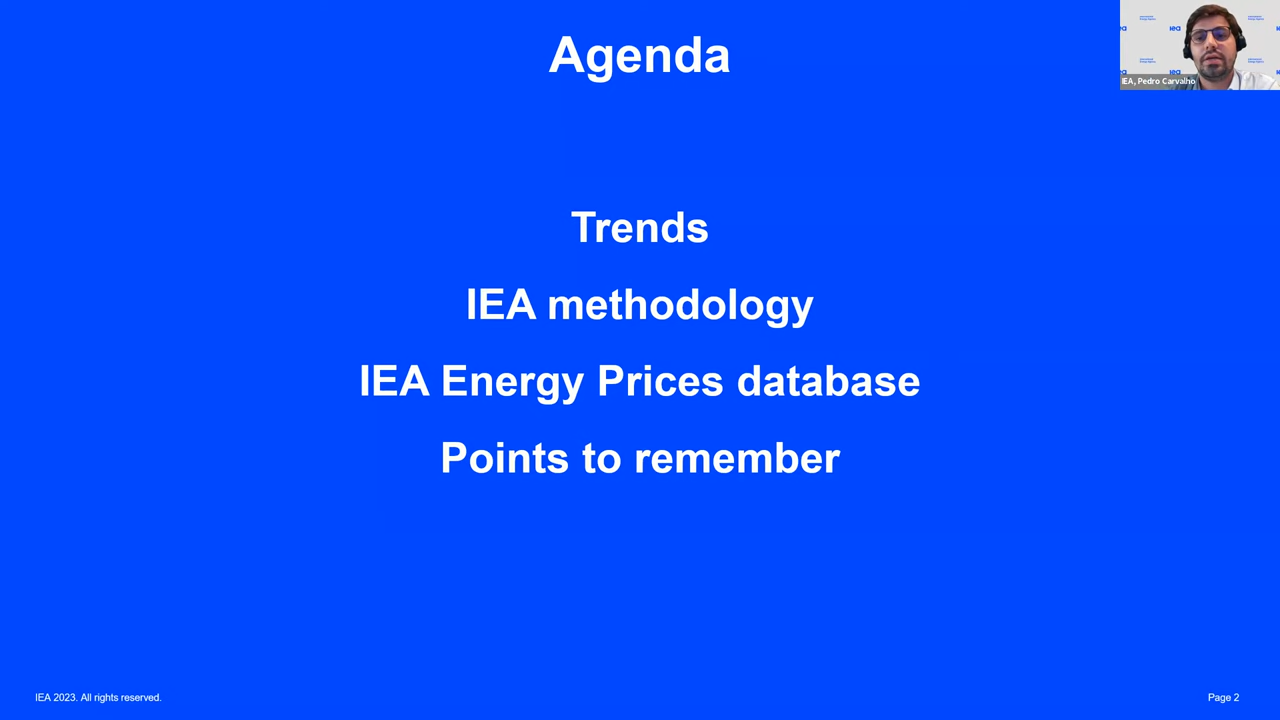 Agenda
IEA, Pedro Carvalho
Trends
IEA methodology
IEA Energy Prices database
Points to remember
IEA 2023. All rights reserved.
Page 2